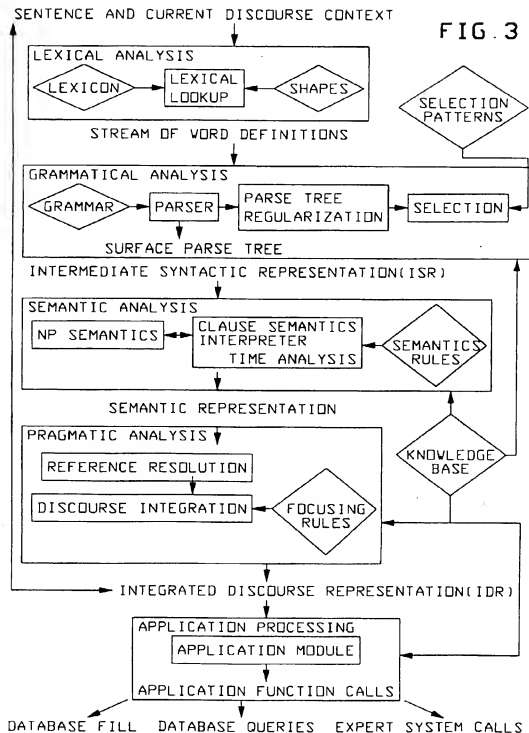 SENTENCE AND CURRENT DISCOURSE CONTEXT
FIG. 3
LEXICAL ANALYSIS
LEXICON
LEXICAL
LOOKUP
SHAPES
SELECTION
PATTERNS
STREAM OF WORD DEFINITIONS
GRAMMATICAL ANALYSIS
GRAMMAR
PARSER
PARSE TREE
REGULARIZATION
SELECTION
SURFACE PARSE TREE
INTERMEDIATE SYNTACTIC REPRESENTATION(ISR)
SEMANTIC ANALYSIS
NP SEMANTICS
CLAUSE SEMANTICS
INTERPRETER
TIME ANALYSIS
SEMANTICS
RULES
SEMANTIC REPRESENTATION
PRAGMATIC ANALYSIS
REFERENCE RESOLUTION
DISCOURSE INTEGRATION
FOCUSING
RULES
KNOWLEDGE
BASE
INTEGRATED DISCOURSE REPRESENTATION(IDR)
APPLICATION PROCESSING
APPLICATION MODULE
APPLICATION FUNCTION CALLS
DATABASE FILL DATABASE QUERIES EXPERT SYSTEM CALLS